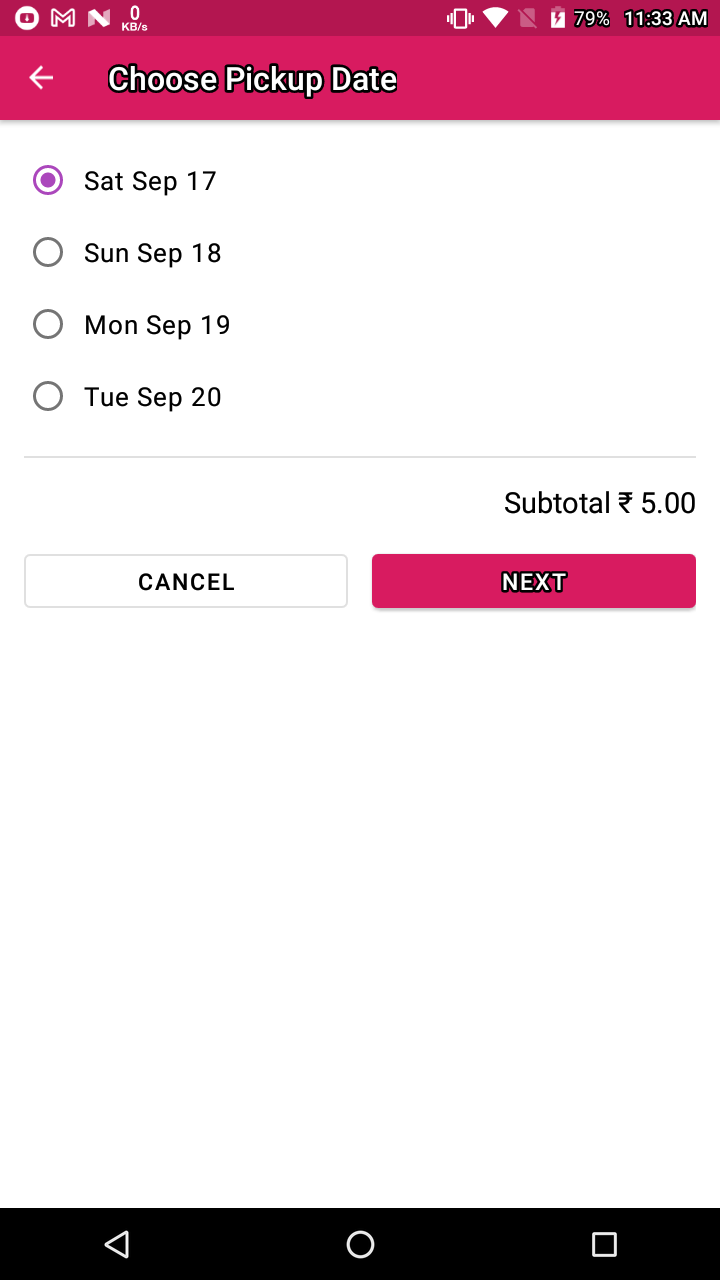 0
KB/s
79% 11:33 AM
Choose Pickup Date
Sat Sep 17
Sun Sep 18
Mon Sep 19
Tue Sep 20
Subtotal ₹ 5.00
CANCEL NEXT